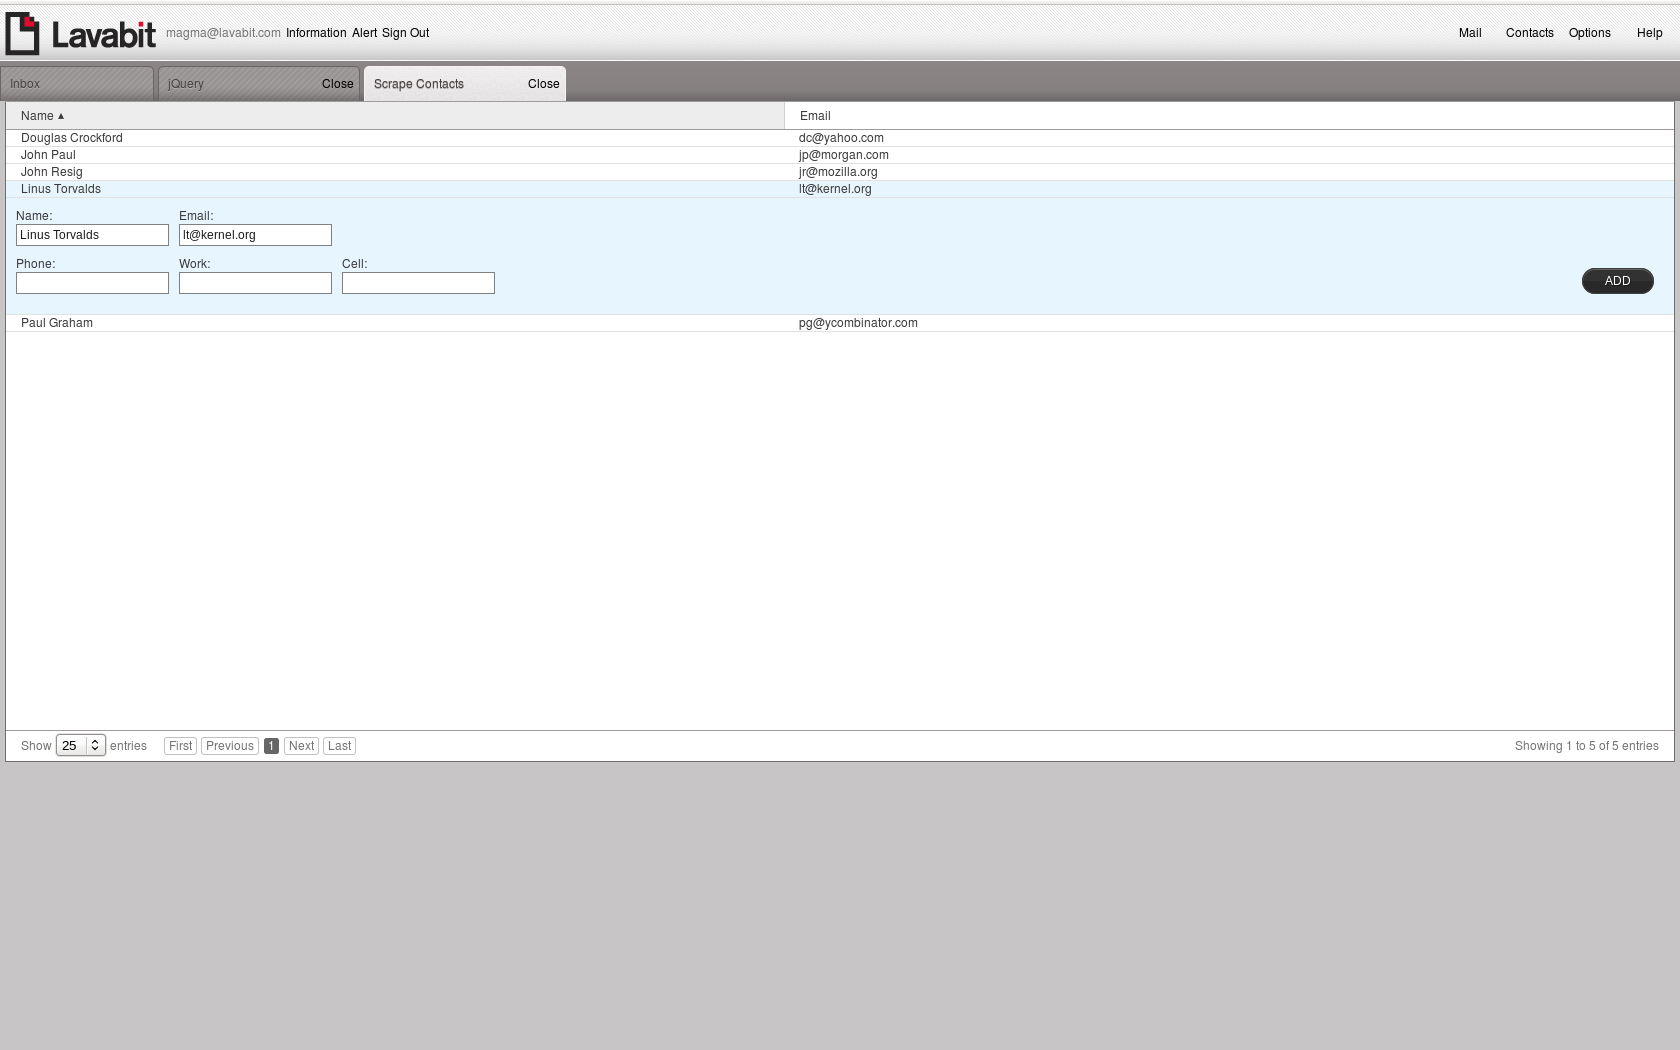 Lavabit magma@lavabit.com Information Alert Sign Out Mail Contacts Options Help
Inbox jQuery Close Scrape Contacts Close
Name ▲ Email
Douglas Crockford dc@yahoo.com
John Paul jp@morgan.com
John Resig jr@mozilla.org
Linus Torvalds lt@kernel.org
Name: Email:
Linus Torvalds lt@kernel.org
Phone: Work: Cell:
ADD
Paul Graham pg@ycombinator.com
Show 25 entries First Previous 1 Next Last Showing 1 to 5 of 5 entries